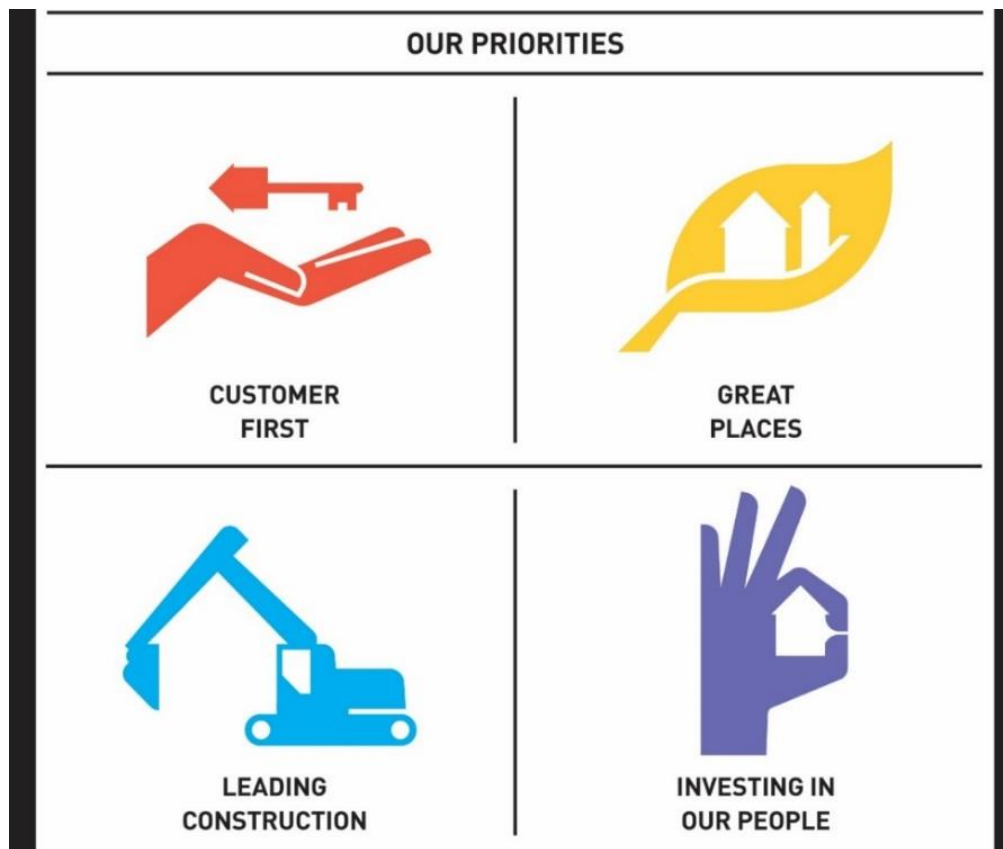 OUR PRIORITIES
CUSTOMER
FIRST
GREAT
PLACES
LEADING
CONSTRUCTION
INVESTING IN
OUR PEOPLE